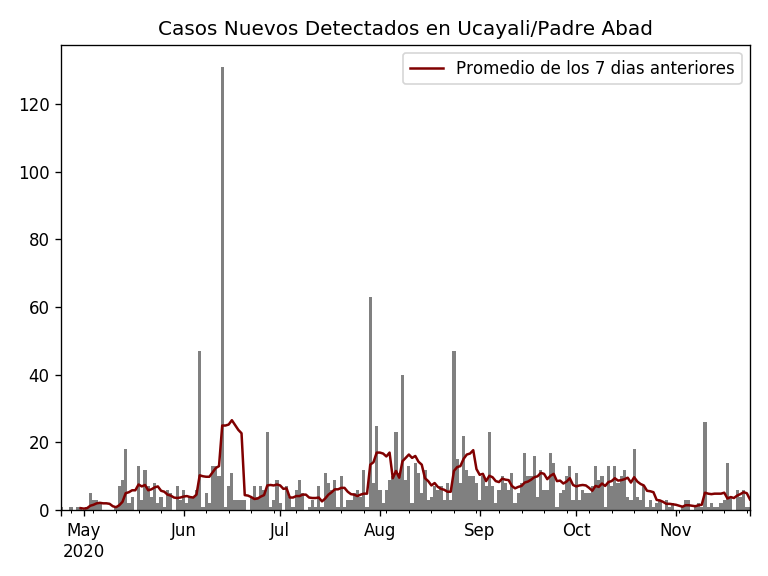 Casos Nuevos Detectados en Ucayali/Padre Abad
Promedio de los 7 dias anteriores
120
100
80
60
40
20
0
May Jun Jul Aug Sep Oct Nov
2020